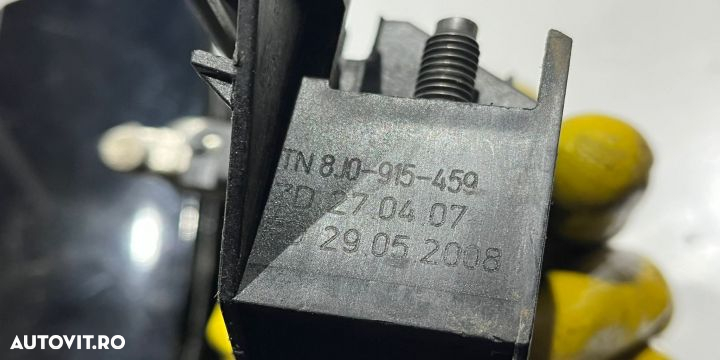 TN 8J0-915-459
D 27.04.07
29.05.2008
AUTOVIT.RO